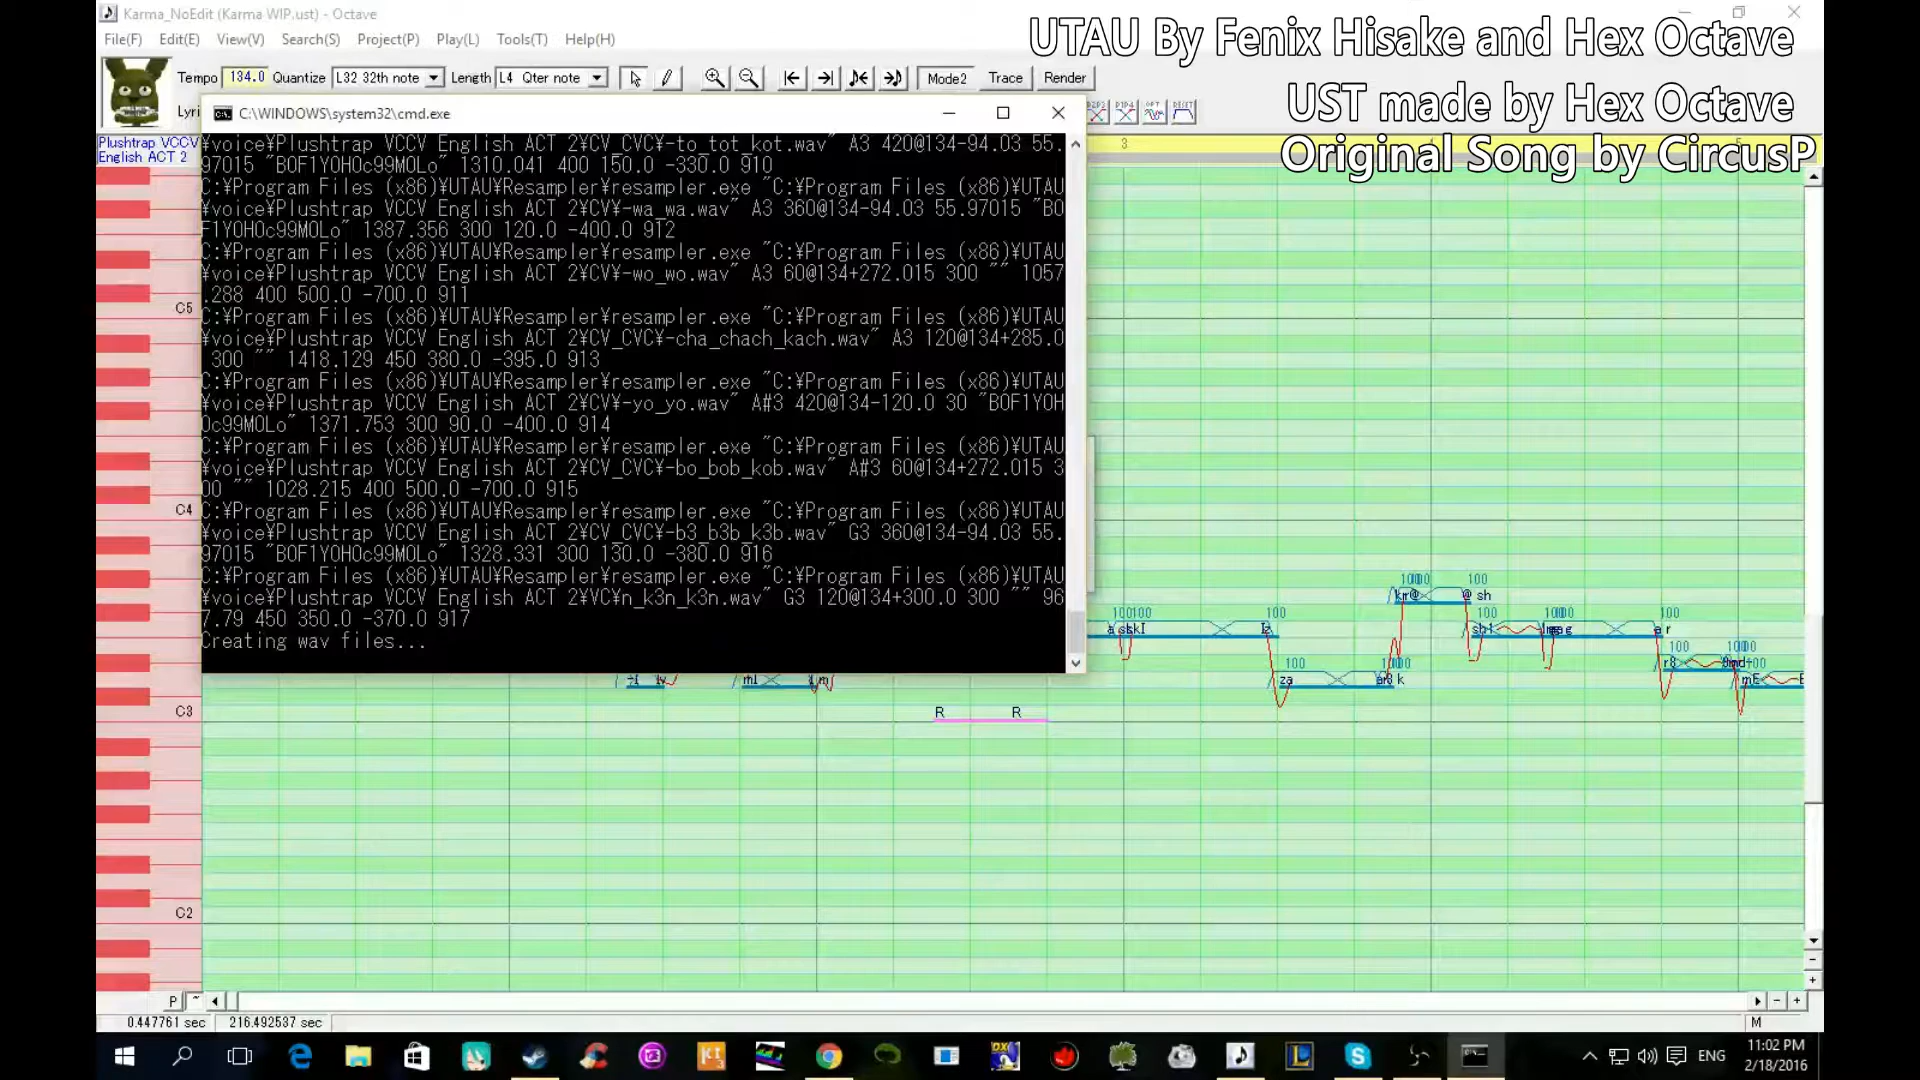 Karma_NoEdit (Karma WIP.ust) - Octave
UTAU By Fenix Hisake and Hex Octave
File(F) Edit(E) View(V) Search(S) Project(P) Play(L) Tools(T) Help(H)
Tempo 134.0 Quantize L32 32th note Length L4 Qter note Mode2 Trace Render
UST made by Hex Octave
Lyri
C:\WINDOWS\system32\cmd.exe
Original Song by CircusP
Plushtrap VCCV
English ACT 2
3
¥voice¥Plushtrap VCCV English ACT 2¥CV_CVC¥-to_tot_kot.wav" A3 420@134-94.03 55.
97015 "B0F1Y0H0c99M0Lo" 1310.041 400 150.0 -330.0 910
C:¥Program Files (x86)¥UTAU¥Resampler¥resampler.exe "C:¥Program Files (x86)¥UTAU
¥voice¥Plushtrap VCCV English ACT 2¥CV¥-wa_wa.wav" A3 360@134-94.03 55.97015 "B0
F1Y0H0c99M0Lo" 1387.356 300 120.0 -400.0 912
C:¥Program Files (x86)¥UTAU¥Resampler¥resampler.exe "C:¥Program Files (x86)¥UTAU
¥voice¥Plushtrap VCCV English ACT 2¥CV¥-wo_wo.wav" A3 60@134+272.015 300 "" 1057
.288 400 500.0 -700.0 911
C:¥Program Files (x86)¥UTAU¥Resampler¥resampler.exe "C:¥Program Files (x86)¥UTAU
¥voice¥Plushtrap VCCV English ACT 2¥CV_CVC¥-cha_chach_kach.wav" A3 120@134+285.0
300 "" 1418.129 450 380.0 -395.0 913
C:¥Program Files (x86)¥UTAU¥Resampler¥resampler.exe "C:¥Program Files (x86)¥UTAU
¥voice¥Plushtrap VCCV English ACT 2¥CV¥-yo_yo.wav" A#3 420@134-120.0 30 "B0F1Y0H
0c99M0Lo" 1371.753 300 90.0 -400.0 914
C:¥Program Files (x86)¥UTAU¥Resampler¥resampler.exe "C:¥Program Files (x86)¥UTAU
¥voice¥Plushtrap VCCV English ACT 2¥CV_CVC¥-bo_bob_kob.wav" A#3 60@134+272.015 3
00 "" 1028.215 400 500.0 -700.0 915
C:¥Program Files (x86)¥UTAU¥Resampler¥resampler.exe "C:¥Program Files (x86)¥UTAU
¥voice¥Plushtrap VCCV English ACT 2¥CV_CVC¥-b3_b3b_k3b.wav" G3 360@134-94.03 55.
97015 "B0F1Y0H0c99M0Lo" 1328.331 300 130.0 -380.0 916
C:¥Program Files (x86)¥UTAU¥Resampler¥resampler.exe "C:¥Program Files (x86)¥UTAU
¥voice¥Plushtrap VCCV English ACT 2¥VC¥n_k3n_k3n.wav" G3 120@134+300.0 300 "" 96
7.79 450 350.0 -370.0 917
Creating wav files...
C5
C4
C3
C2
100 
@ sh
100
100
za
100
R R
P
0.447761 sec 216.492537 sec
M
ENG
11:02 PM
2/18/2016